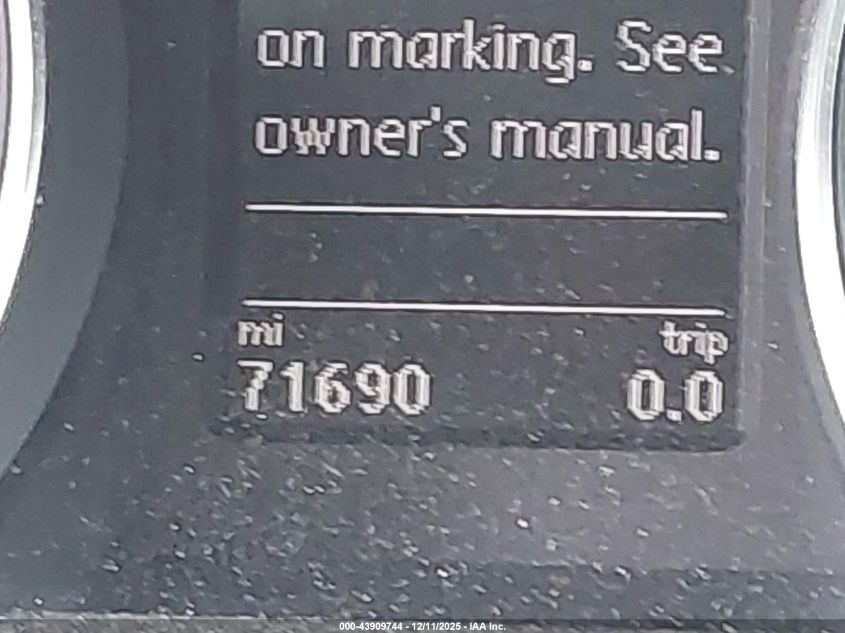 on marking. See
owner's manual.
mi trip
71690 0.0
000-43909744 - 12/11/2025 - IAA Inc.